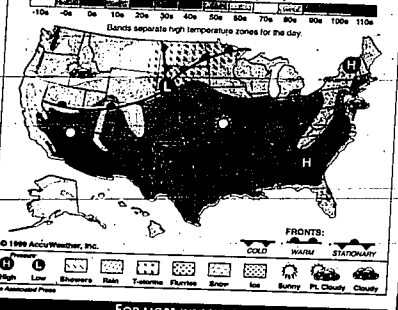 -10s -0s 0s 10s 20s 30s 40s 50s 60s 70s 80s 90s 100s 110s
Bands separate high temperature zones for the day.
L
H
H
© 1999 AccuWeather, Inc.
FRONTS:
COLD WARM STATIONARY
Pressure
H L
High Low Showers Rain T-storms Flurries Snow Ice Sunny Pt. Cloudy Cloudy
Associated Press